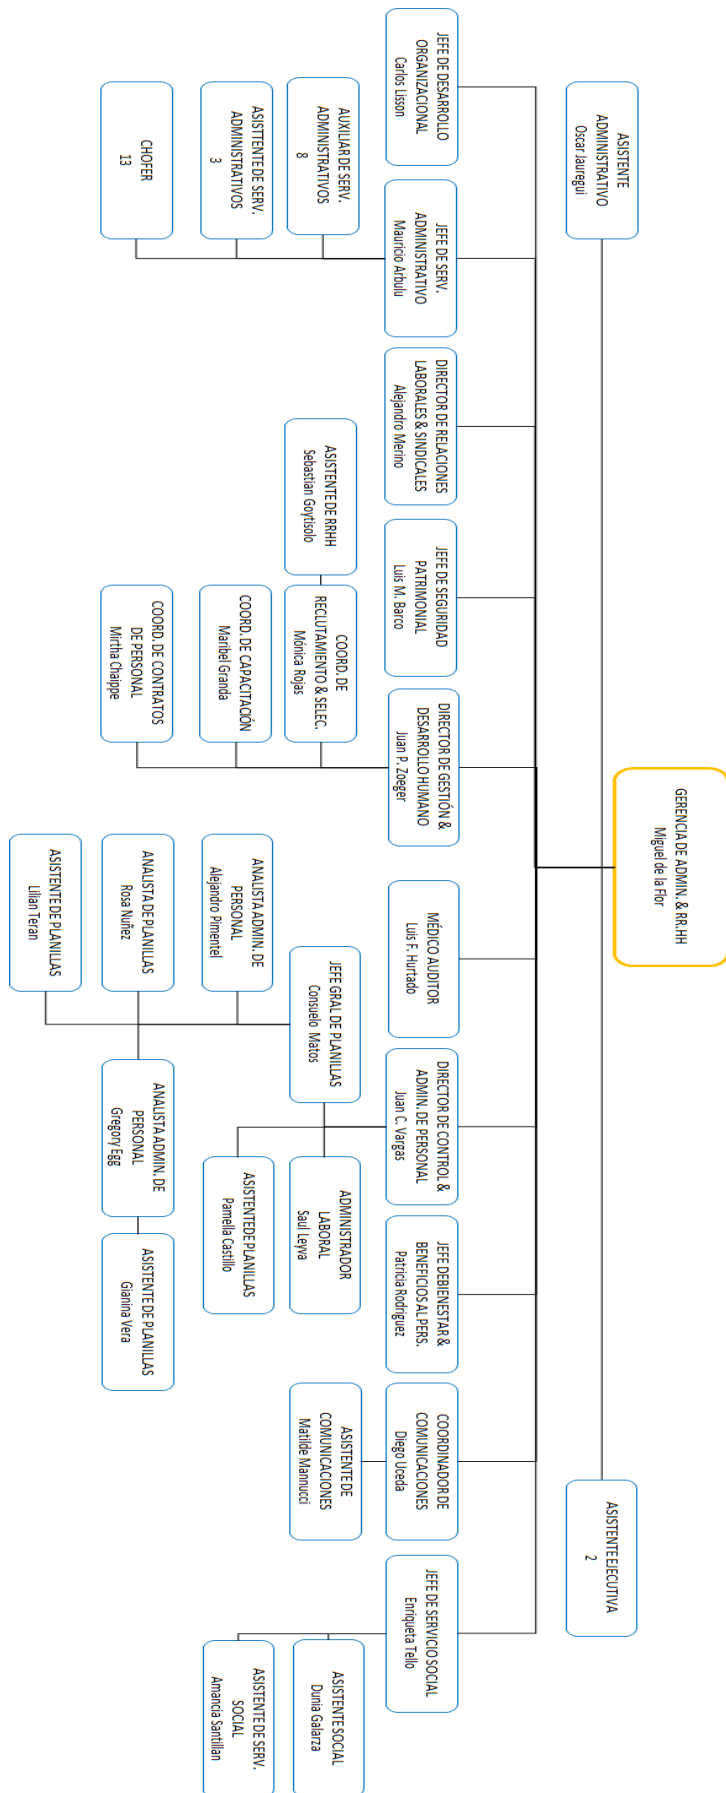 GERENCIA DE ADMIN. & RR.HH
Miguel de la Flor
ASISTENTE
ADMINISTRATIVO
Oscar Jauregui
ASISTENTE EJECUTIVA
2
JEFE DE DESARROLLO
ORGANIZACIONAL
Carlos Lisson
JEFE DE SERV.
ADMINISTRATIVO
Mauricio Arbulu
DIRECTOR DE RELACIONES
LABORALES & SINDICALES
Alejandro Merino
JEFE DE SEGURIDAD
PATRIMONIAL
Luis M. Barco
DIRECTOR DE GESTIÓN &
DESARROLLO HUMANO
Juan P. Zoeger
MÉDICO AUDITOR
Luis F. Hurtado
DIRECTOR DE CONTROL &
ADMIN. DE PERSONAL
Juan C. Vargas
JEFE DE BIENESTAR &
BENEFICIOS AL PERS.
Patricia Rodriguez
COORDINADOR DE
COMUNICACIONES
Diego Uceda
JEFE DE SERVICIO SOCIAL
Enriqueta Tello
AUXILIAR DE SERV.
ADMINISTRATIVOS
8
ASISTTENTE DE SERV.
ADMINISTRATIVOS
3
CHOFER
13
ASISTENTE DE RRHH
Sebastian Goytisolo
COORD. DE
RECLUTAMIENTO & SELEC.
Mónica Rojas
COORD. DE CAPACITACIÓN
Maribel Granda
COORD. DE CONTRATOS
DE PERSONAL
Mirtha Chaippe
JEFE GRAL DE PLANILLAS
Consuelo Matos
ADMINISTRADOR
LABORAL
Saul Leyva
ASISTENTE DE PLANILLAS
Pamella Castillo
ANALISTA ADMIN. DE
PERSONAL
Alejandro Pimentel
ANALISTA DE PLANILLAS
Rosa Nuñez
ANALISTA ADMIN. DE
PERSONAL
Gregory Egg
ASISTENTE DE PLANILLAS
Gianina Vera
ASISTENTE DE PLANILLAS
Lilian Teran
ASISTENTE DE
COMUNICACIONES
Matilde Mannucci
ASISTENTE SOCIAL
Dunia Galarza
ASISTENTE DE SERV.
SOCIAL
Amancia Santillan